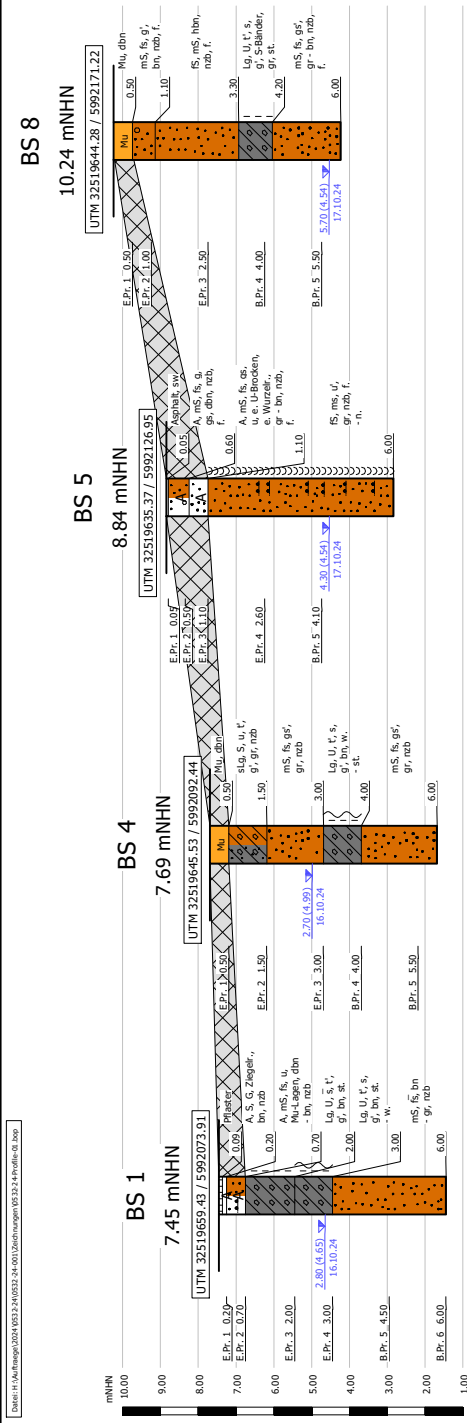 Datei: H:\Auftraege\2024\0532-24\0532-24-001\Zeichnungen\0532-24-Profile-01.bop
mNHN
10.00
9.00
8.00
7.00
6.00
5.00
4.00
3.00
2.00
1.00
BS 1
7.45 mNHN
UTM 32519659.43 / 5992073.91
E.Pr. 1 0.20
E.Pr. 2 0.70
E.Pr. 3 2.00
E.Pr. 4 3.00
B.Pr. 5 4.50
B.Pr. 6 6.00
2.80 (4.65)
16.10.24
A
A
Pflaster
0.09
A, S, G, Ziegelr.,
bn, nzb
0.20
A, mS, fs, u,
Mu-Lagen, dbn
- bn, nzb
0.70
Lg, U, s̄, t',
g', bn, st.
2.00
Lg, U, t', s,
g', bn, st.
- w.
3.00
mS, fs̄, bn
- gr, nzb
6.00
BS 4
7.69 mNHN
UTM 32519645.53 / 5992092.44
E.Pr. 1 0.50
E.Pr. 2 1.50
E.Pr. 3 3.00
B.Pr. 4 4.00
B.Pr. 5 5.50
2.70 (4.99)
16.10.24
Mu
Mu, dbn
0.50
sLg, S, u, t',
g', gr, nzb
1.50
mS, fs, gs',
gr, nzb
3.00
Lg, U, t', s,
g', bn, w.
- st.
4.00
mS, fs, gs',
gr, nzb
6.00
BS 5
8.84 mNHN
UTM 32519635.37 / 5992126.95
E.Pr. 1 0.05
E.Pr. 2 0.50
E.Pr. 3 1.10
E.Pr. 4 2.60
B.Pr. 5 4.10
4.30 (4.54)
17.10.24
A
A
Asphalt, sw
0.05
A, mS, fs, g,
gs, dbn, nzb,
f.
0.60
A, mS, fs, gs,
u, e. U-Brocken,
e. Wurzelr.,
gr - bn, nzb,
f.
1.10
fS, ms, u',
gr, nzb, f.
- n.
6.00
BS 8
10.24 mNHN
UTM 32519644.28 / 5992171.22
E.Pr. 1 0.50
E.Pr. 2 1.00
E.Pr. 3 2.50
B.Pr. 4 4.00
B.Pr. 5 5.50
5.70 (4.54)
17.10.24
Mu
Mu, dbn
0.50
mS, fs, g',
bn, nzb, f.
1.10
fS, mS, hbn,
nzb, f.
3.30
Lg, U, t', s,
g', S-Bänder,
gr, st.
4.20
mS, fs, gs',
gr - bn, nzb,
f.
6.00